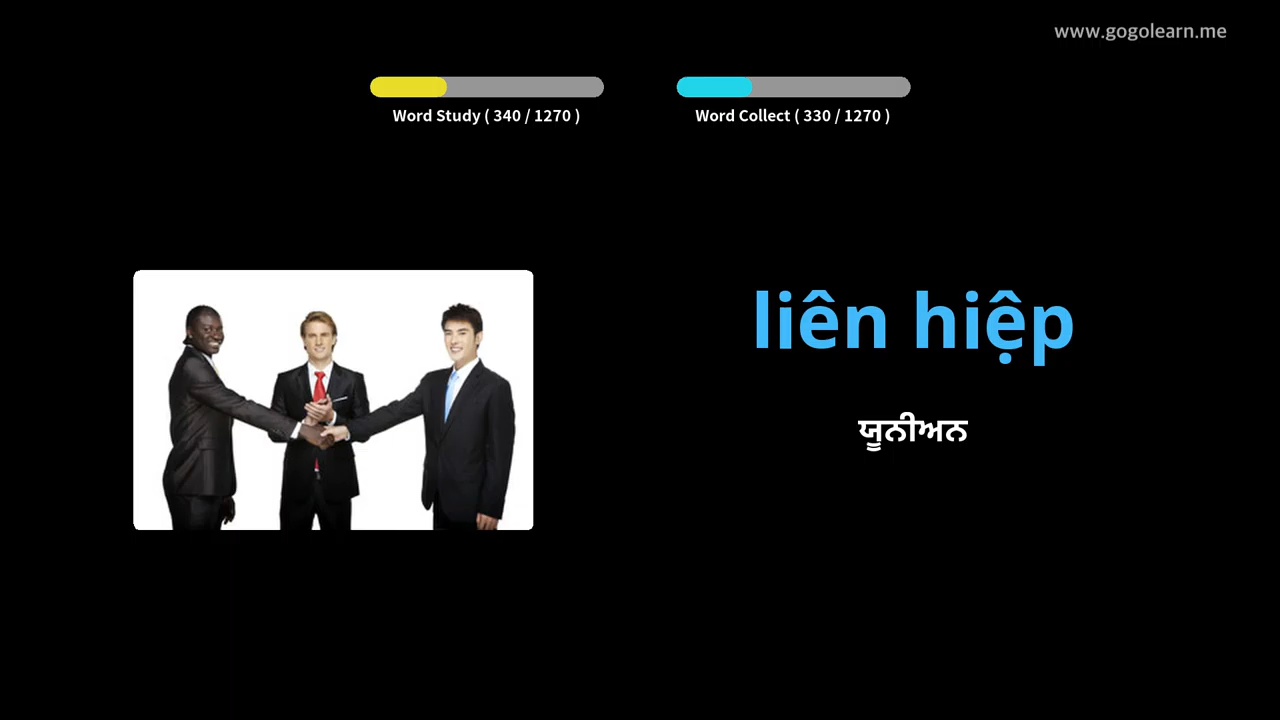 www.gogolearn.me
Word Study ( 340 / 1270 )
Word Collect ( 330 / 1270 )
liên hiệp
ਯੂਨੀਅਨ